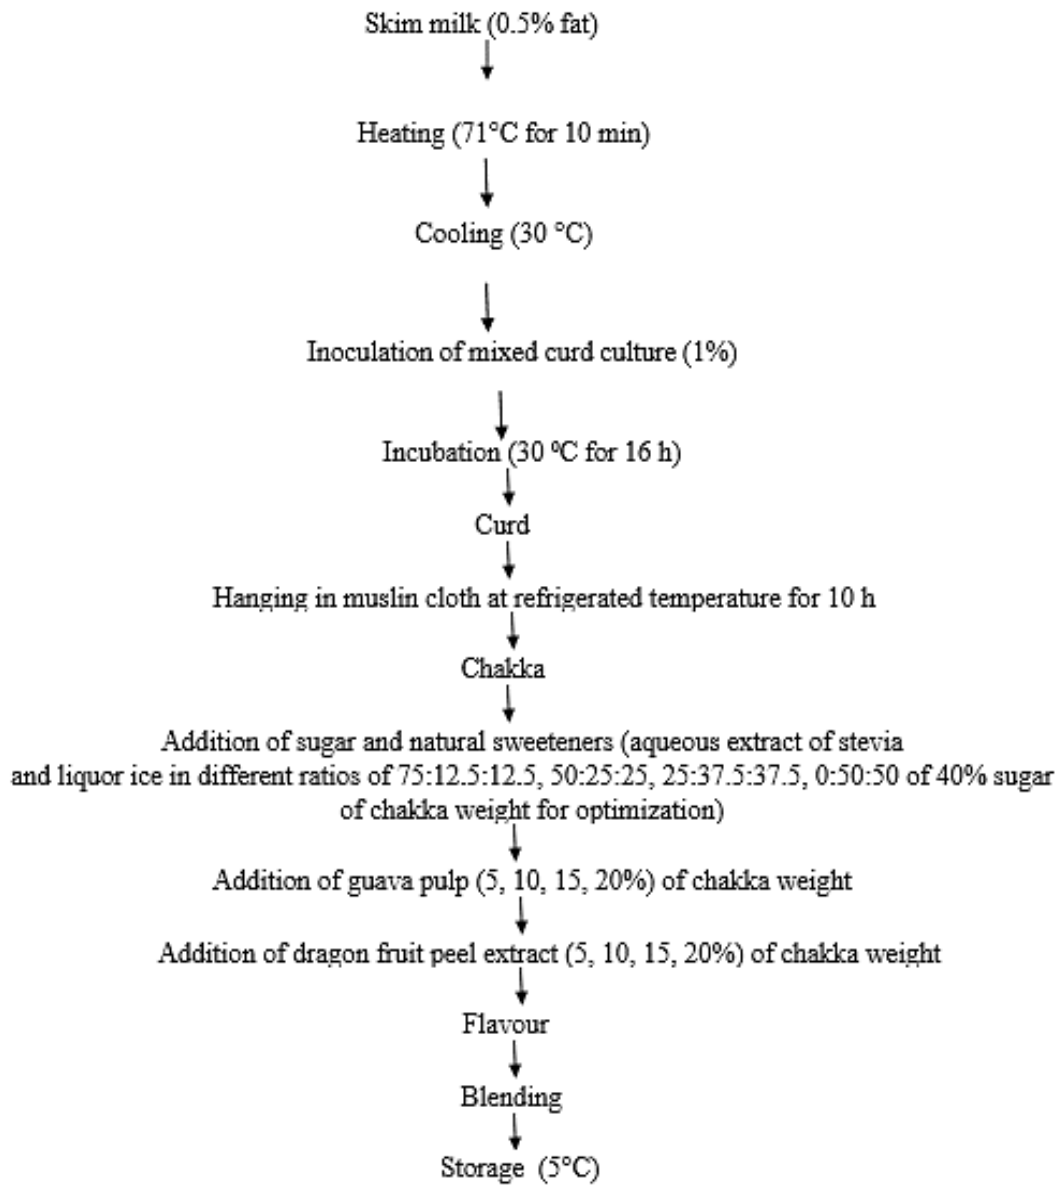 Skim milk (0.5% fat)
Heating (71°C for 10 min)
Cooling (30 °C)
Inoculation of mixed curd culture (1%)
Incubation (30 ⁰C for 16 h)
Curd
Hanging in muslin cloth at refrigerated temperature for 10 h
Chakka
Addition of sugar and natural sweeteners (aqueous extract of stevia
and liquor ice in different ratios of 75:12.5:12.5, 50:25:25, 25:37.5:37.5, 0:50:50 of 40% sugar
of chakka weight for optimization)
Addition of guava pulp (5, 10, 15, 20%) of chakka weight
Addition of dragon fruit peel extract (5, 10, 15, 20%) of chakka weight
Flavour
Blending
Storage (5°C)